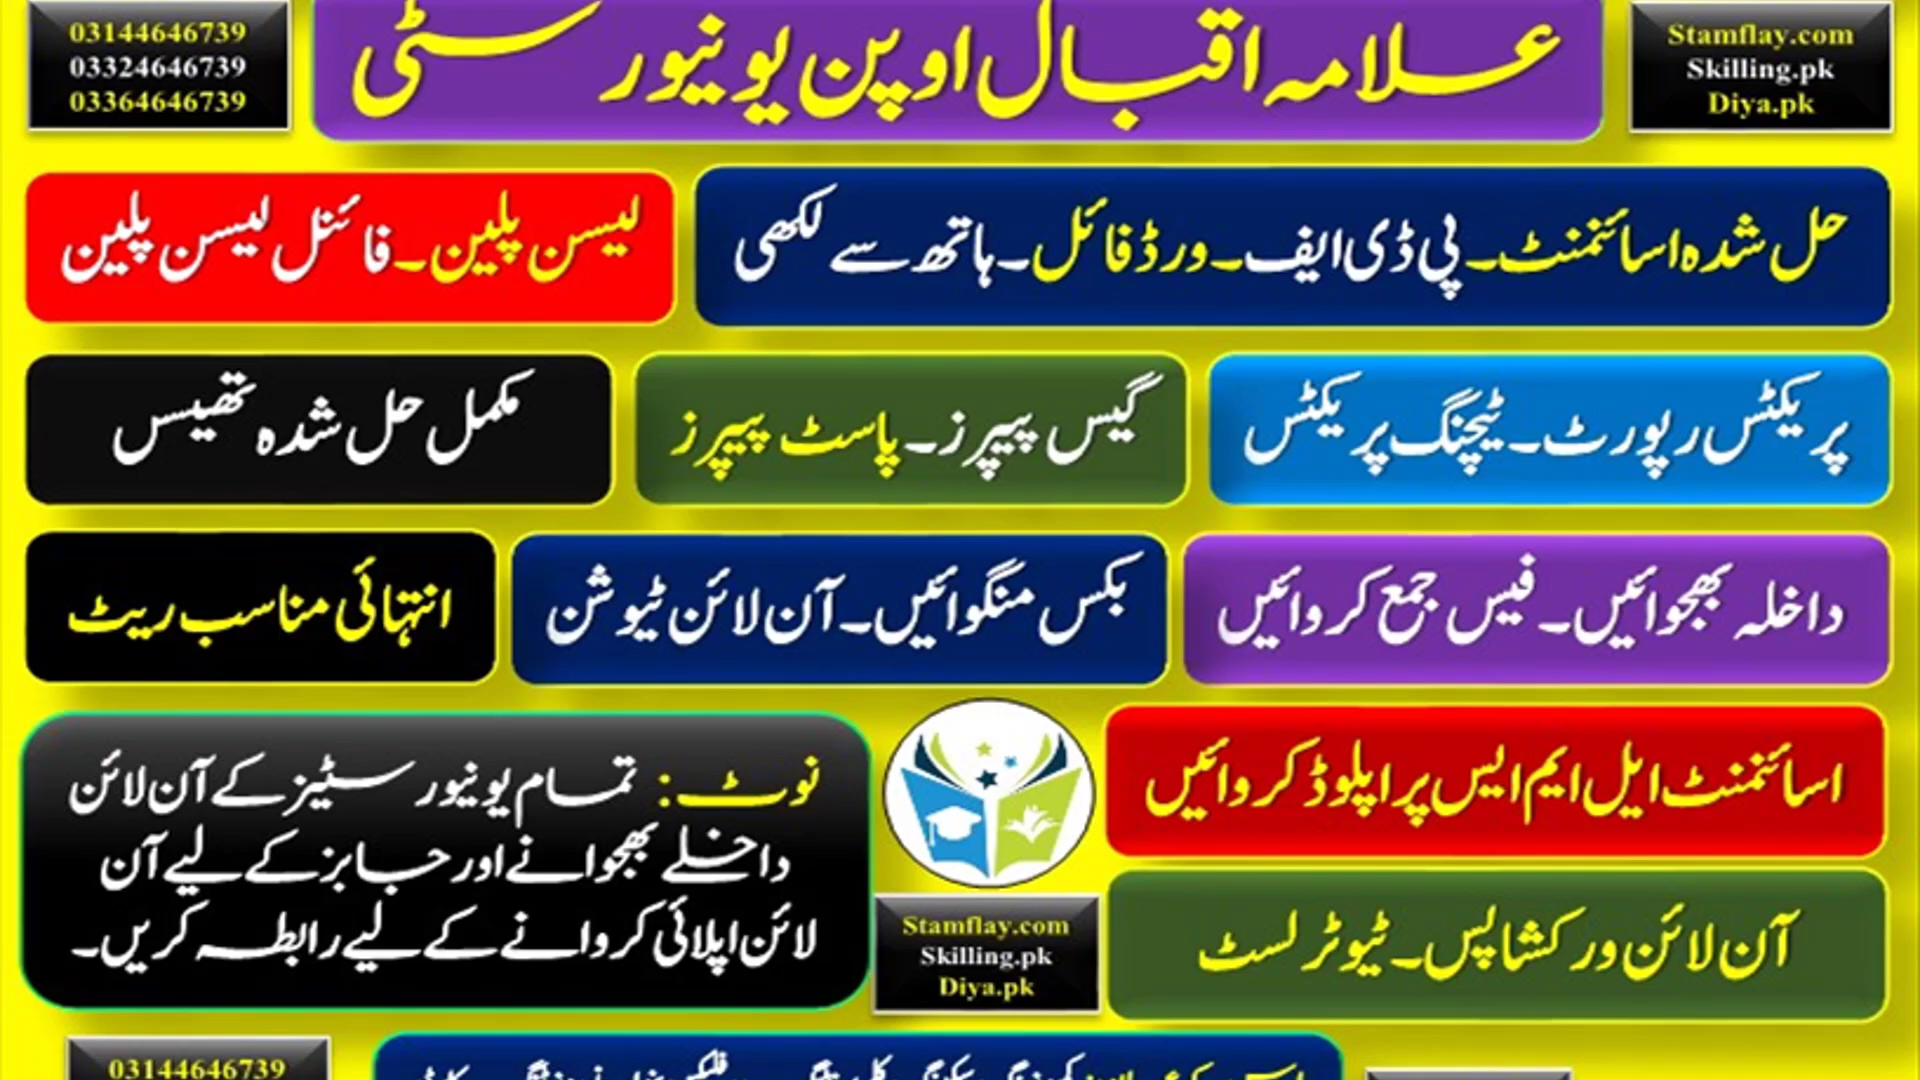 03144646739
03324646739
03364646739
علامہ اقبال اوپن یونیورسٹی
Stamflay.com
Skilling.pk
Diya.pk
حل شدہ اسائنمنٹ۔ پی ڈی ایف۔ ورڈ فائل۔ ہاتھ سے لکھی
لیسن پلین۔ فائنل لیسن پلین
پریکٹس رپورٹ۔ ٹیچنگ پریکٹس
گیس پیپرز۔ پاسٹ پیپرز
مکمل حل شدہ تھیسس
داخلہ بھجوائیں۔ فیس جمع کروائیں
بکس منگوائیں۔ آن لائن ٹیوشن
انتہائی مناسب ریٹ
اسائنمنٹ ایل ایم ایس پر اپلوڈ کروائیں
نوٹ: تمام یونیورسٹیز کے آن لائن
داخلے بھجوانے اور جابز کے لیے آن
لائن اپلائی کروانے کے لیے رابطہ کریں۔
آن لائن ورکشاپس۔ ٹیوٹر لسٹ
Stamflay.com
Skilling.pk
Diya.pk
03144646739